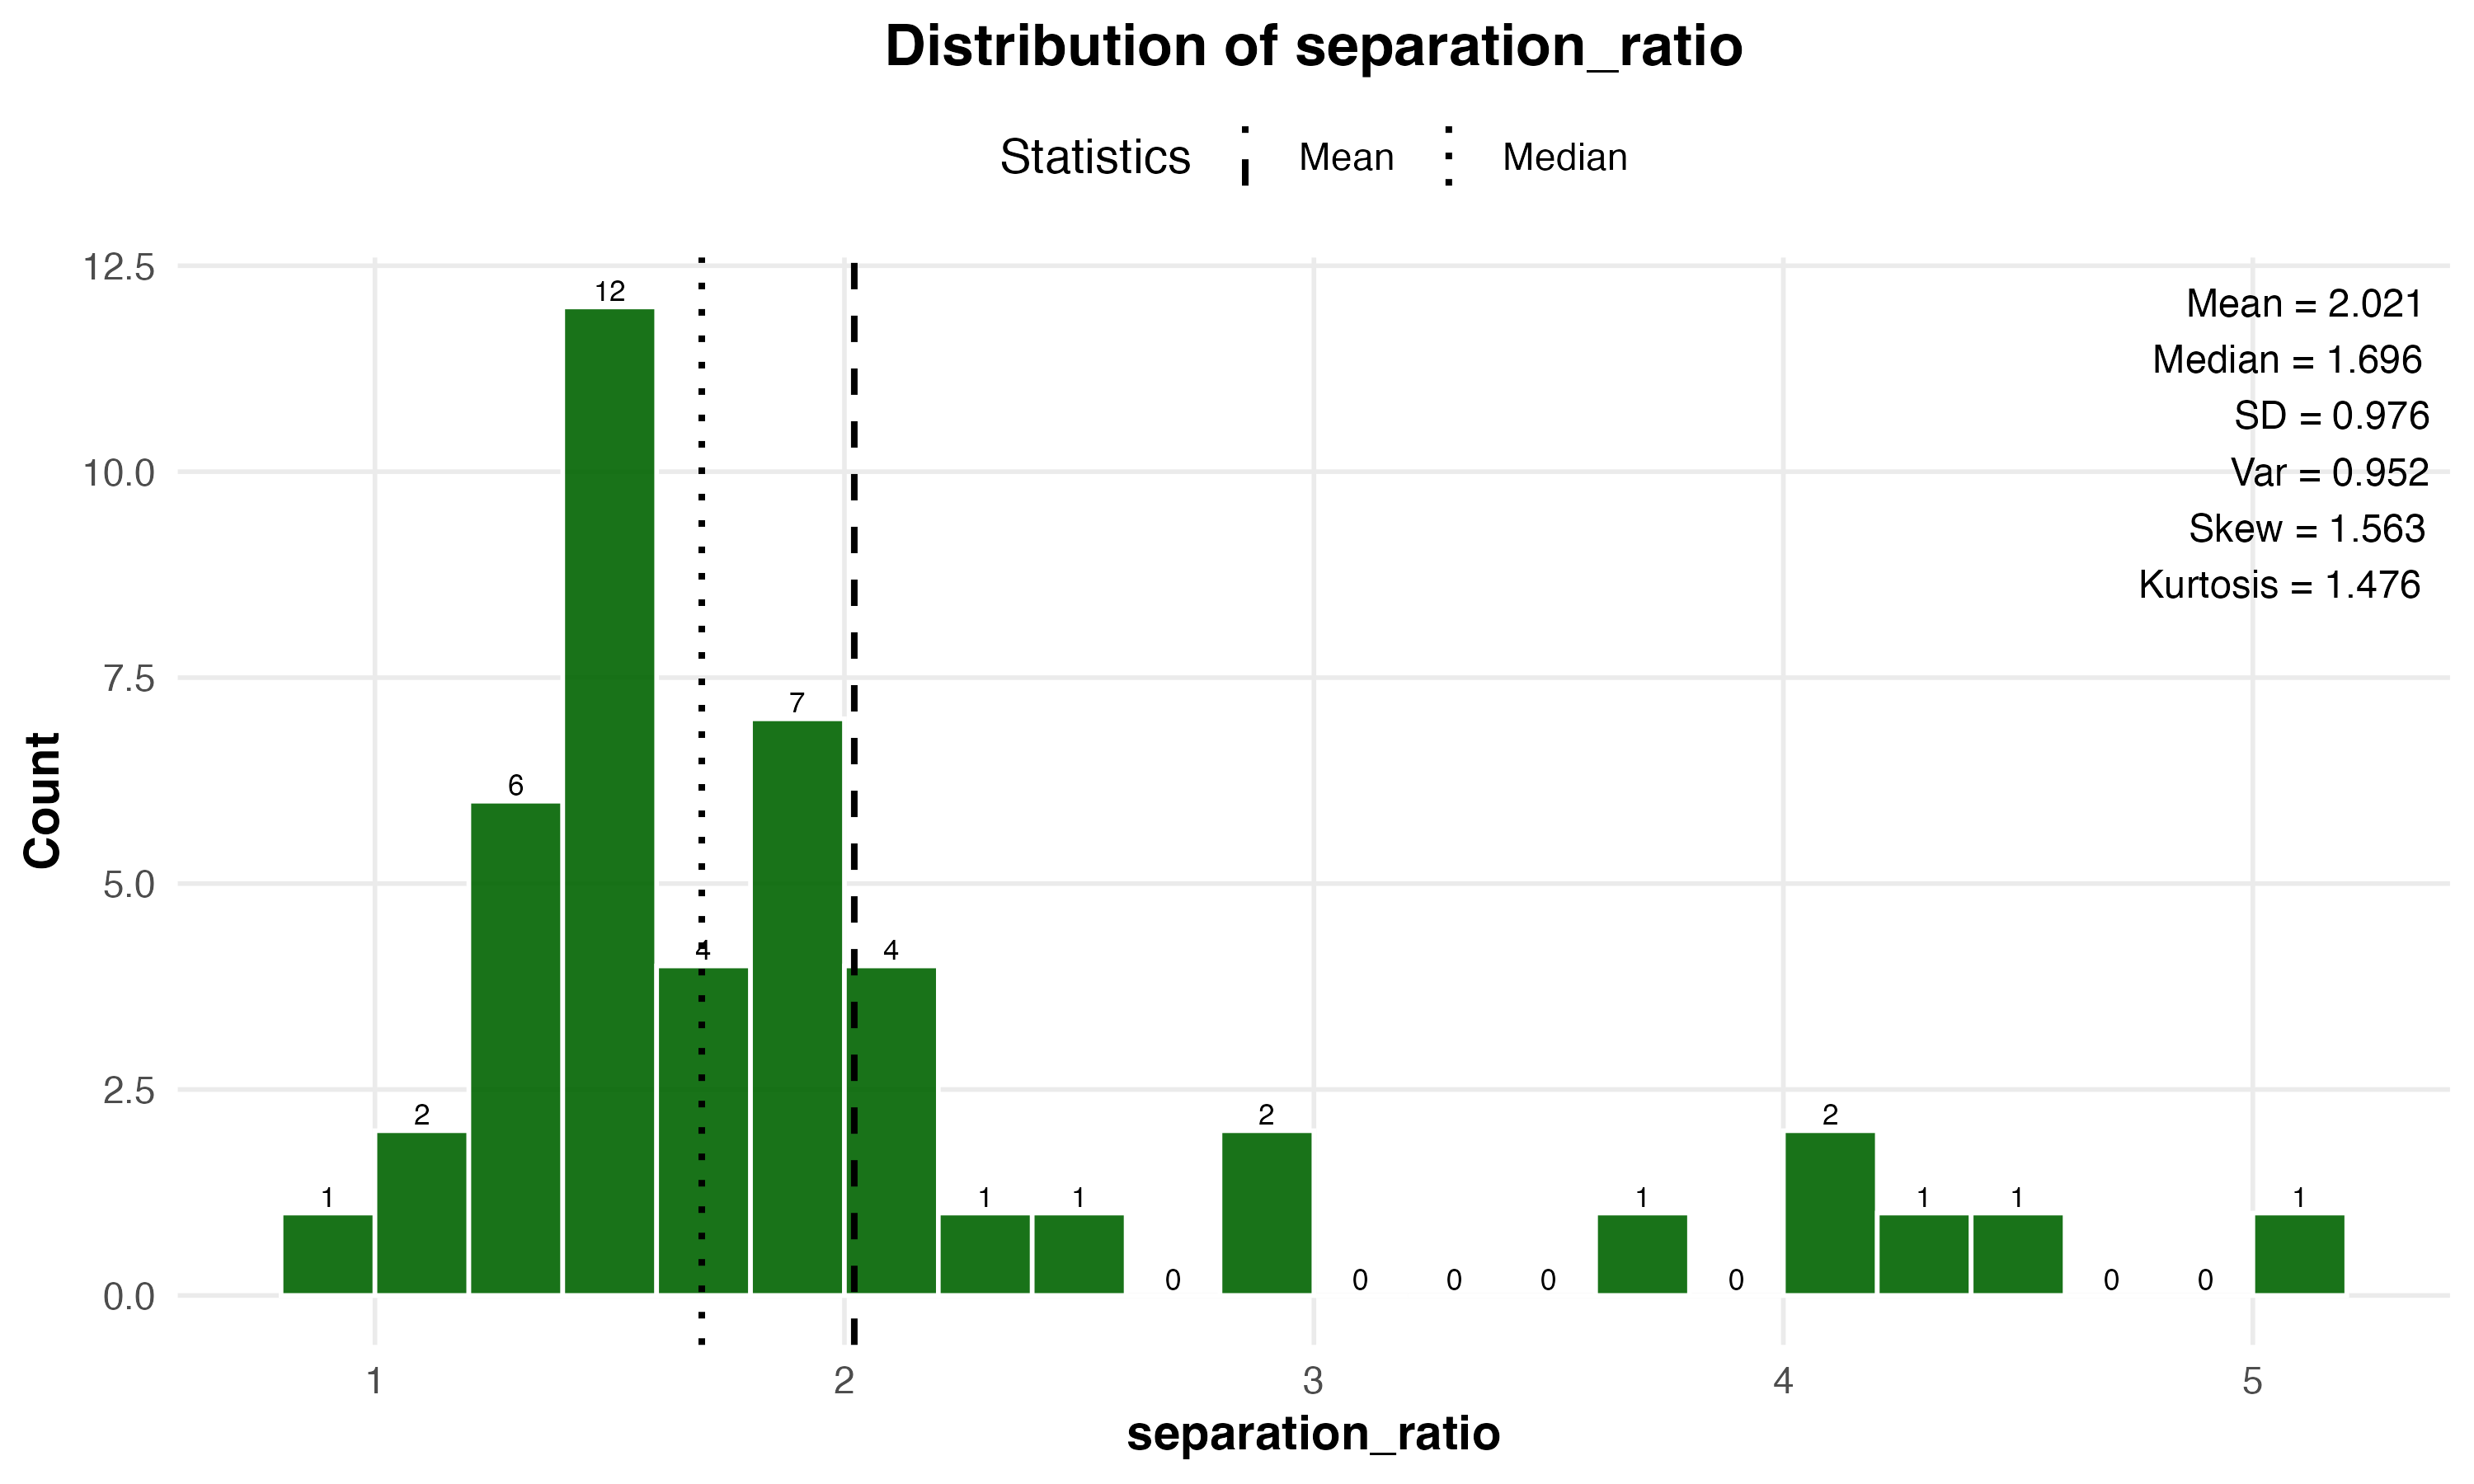 Distribution of separation_ratio
Statistics Mean Median
12.5
10.0
7.5
5.0
2.5
0.0
Count
Mean = 2.021
Median = 1.696
SD = 0.976
Var = 0.952
Skew = 1.563
Kurtosis = 1.476
1 2 6 12 4 7 4 1 1 0 2 0 0 0 1 0 2 1 1 0 0 1
1 2 3 4 5
separation_ratio